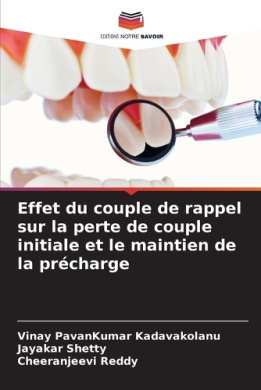 EDITIONS NOTRE SAVOIR
Effet du couple de rappel
sur la perte de couple
initiale et le maintien de
la précharge
Vinay PavanKumar Kadavakolanu
Jayakar Shetty
Cheeranjeevi Reddy